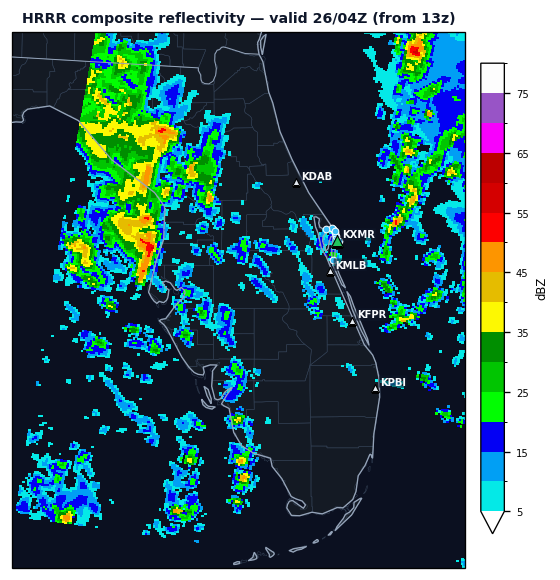 HRRR composite reflectivity — valid 26/04Z (from 13z)
KDAB
KXMR
KMLB
KFPR
KPBI
75
65
55
45
35
25
15
5
dBZ